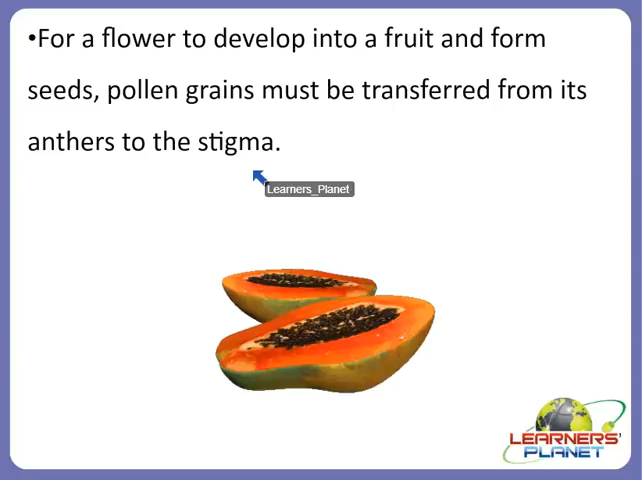 •For a flower to develop into a fruit and form
seeds, pollen grains must be transferred from its
anthers to the stigma.
Learners_Planet
LEARNERS'
PLANET